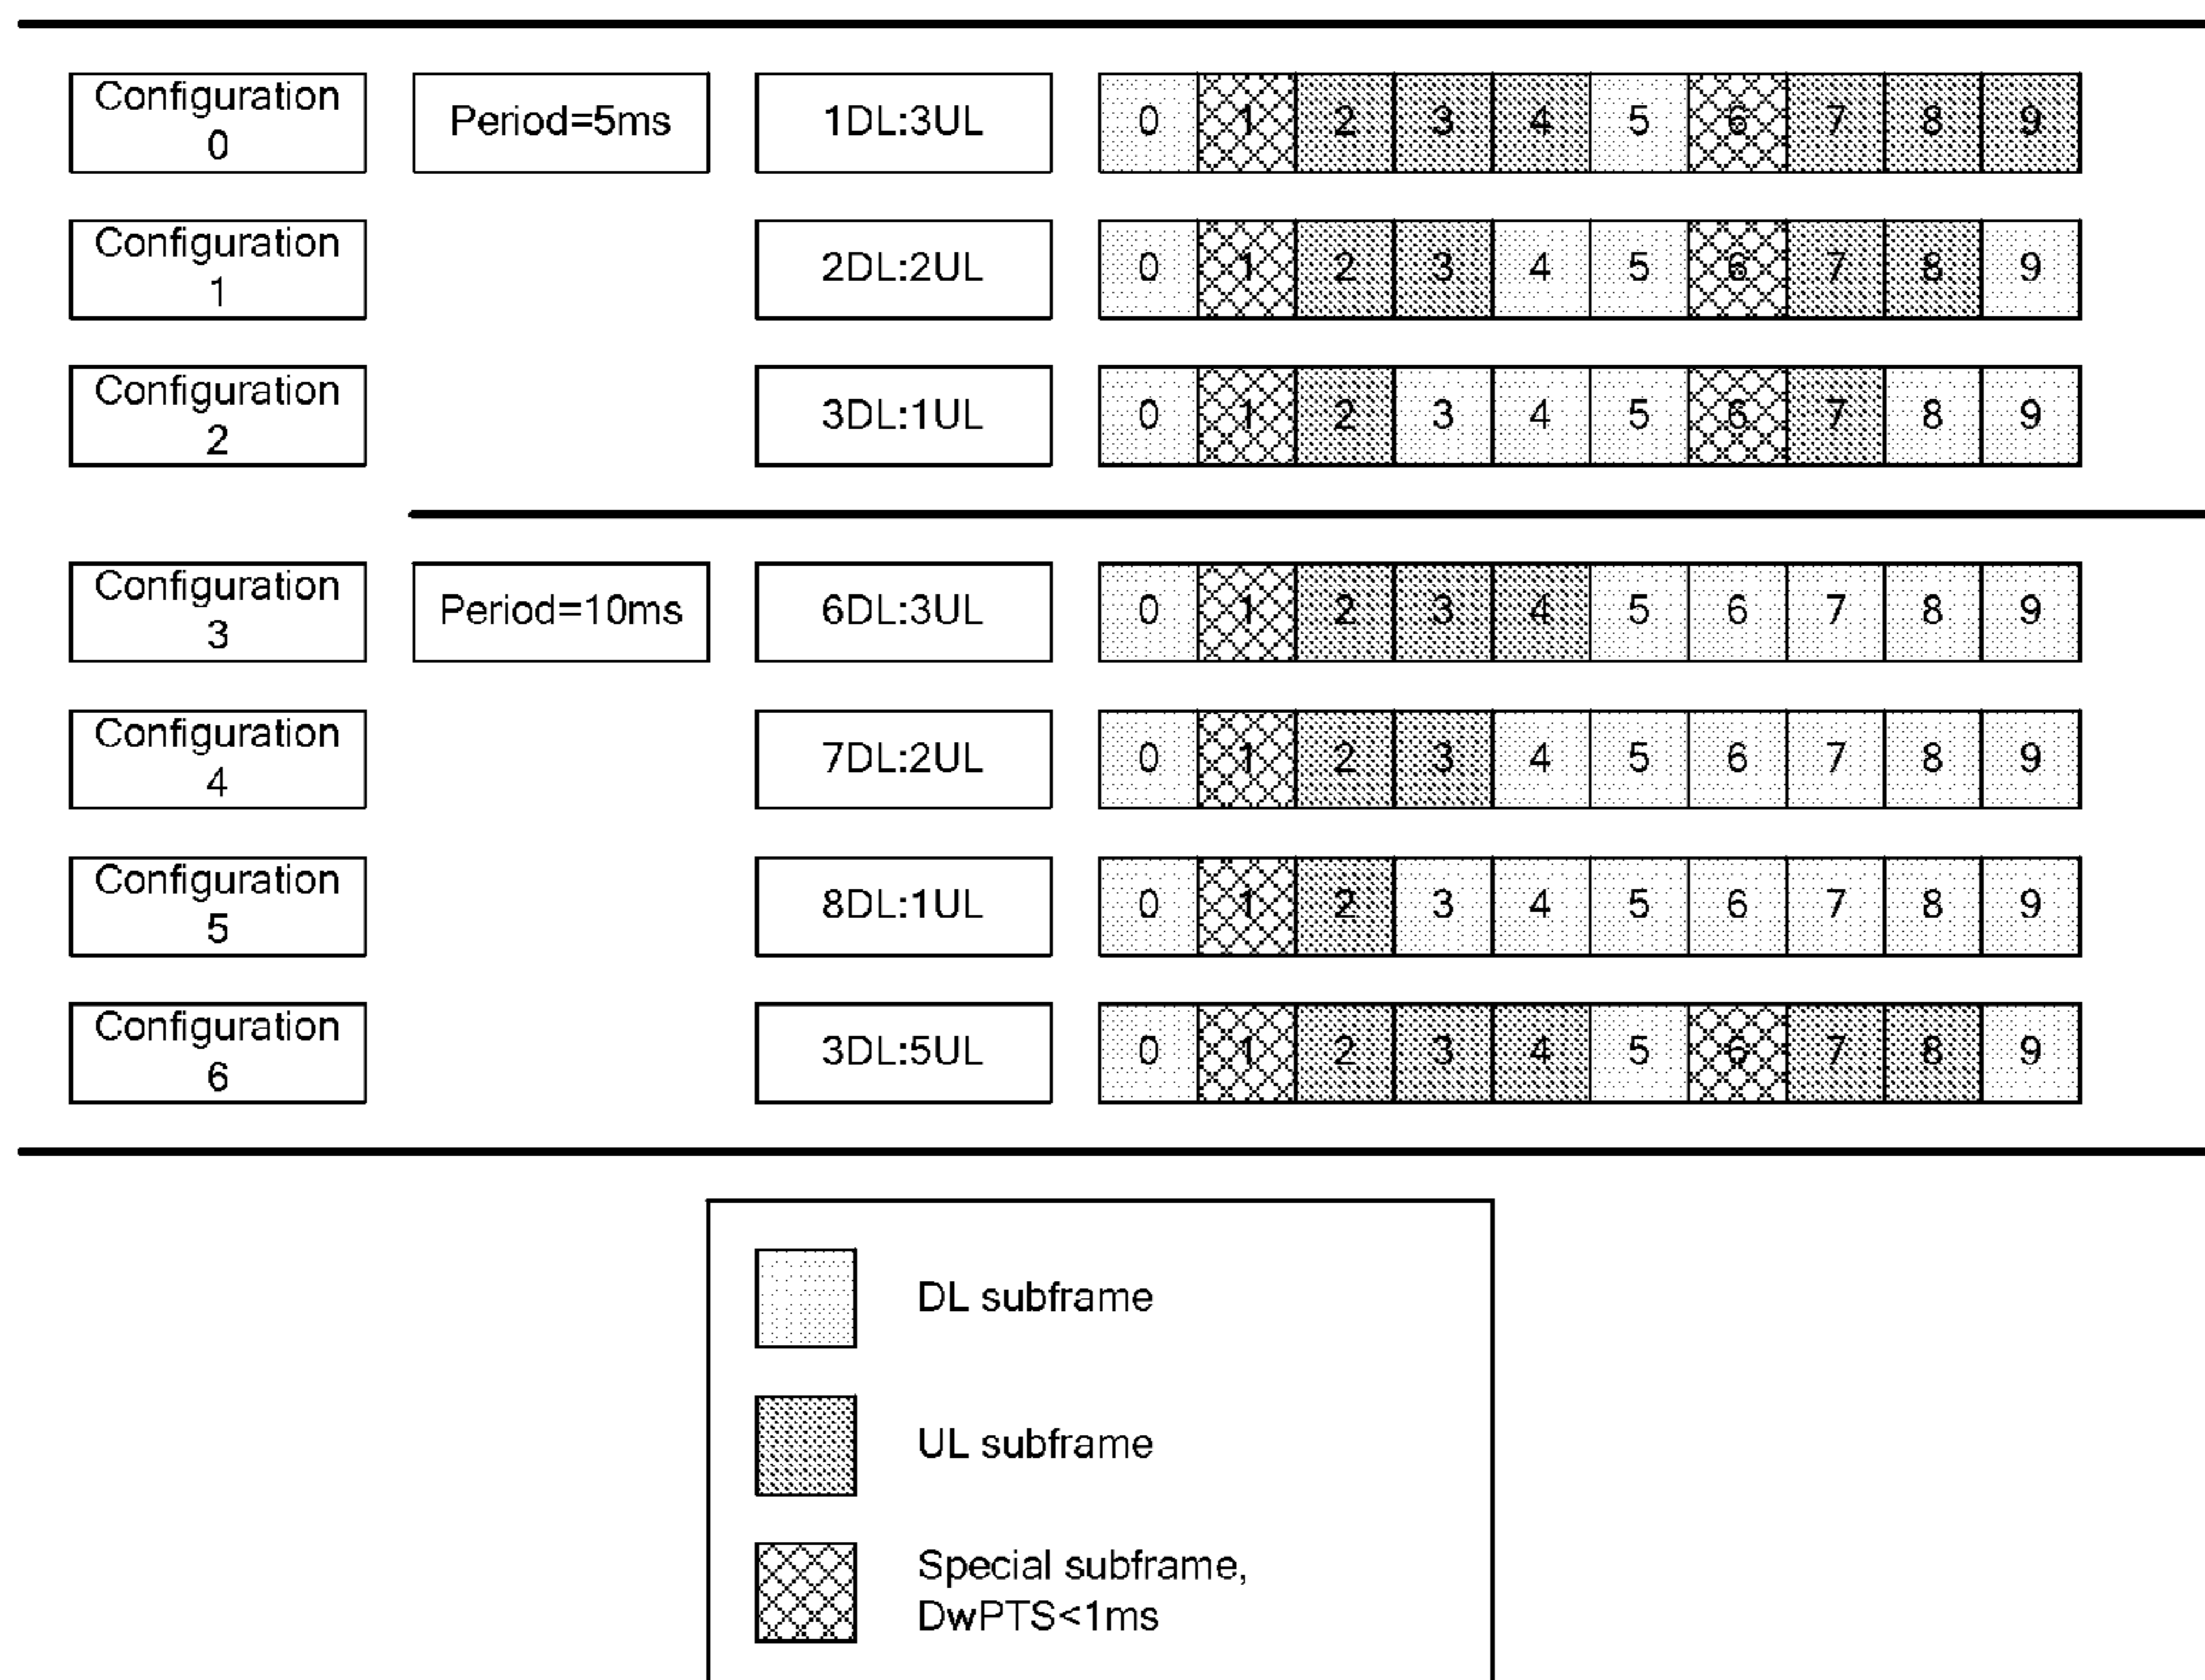 Configuration
0
Period=5ms
1DL:3UL
0 1 2 3 4 5 6 7 8 9
Configuration
1
2DL:2UL
0 1 2 3 4 5 6 7 8 9
Configuration
2
3DL:1UL
0 1 2 3 4 5 6 7 8 9
Configuration
3
Period=10ms
6DL:3UL
0 1 2 3 4 5 6 7 8 9
Configuration
4
7DL:2UL
0 1 2 3 4 5 6 7 8 9
Configuration
5
8DL:1UL
0 1 2 3 4 5 6 7 8 9
Configuration
6
3DL:5UL
0 1 2 3 4 5 6 7 8 9
DL subframe
UL subframe
Special subframe,
DwPTS<1ms